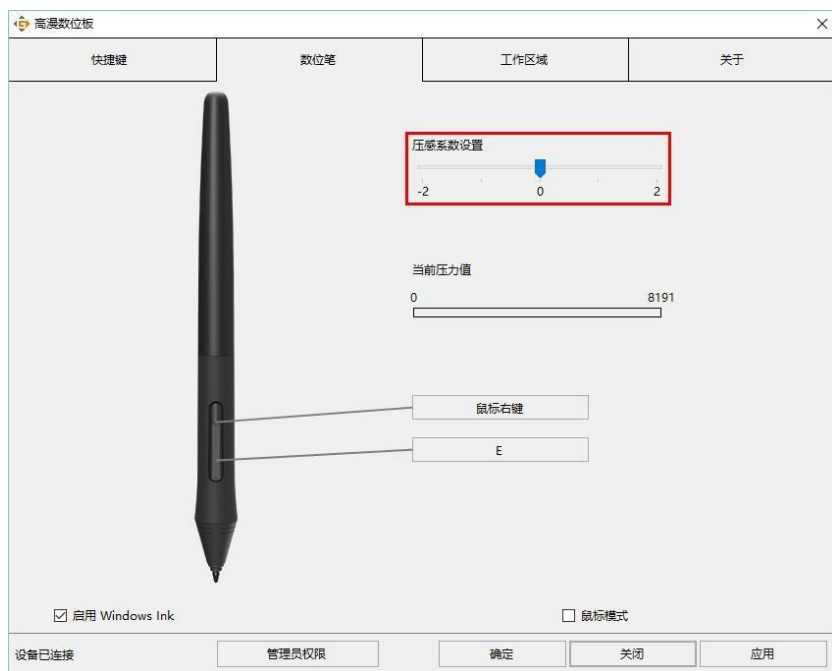 高漫数位板
快捷键 数位笔 工作区域 关于
压感系数设置
-2 0 2
当前压力值
0 8191
鼠标右键
E
启用 Windows Ink 鼠标模式
设备已连接 管理员权限 确定 关闭 应用